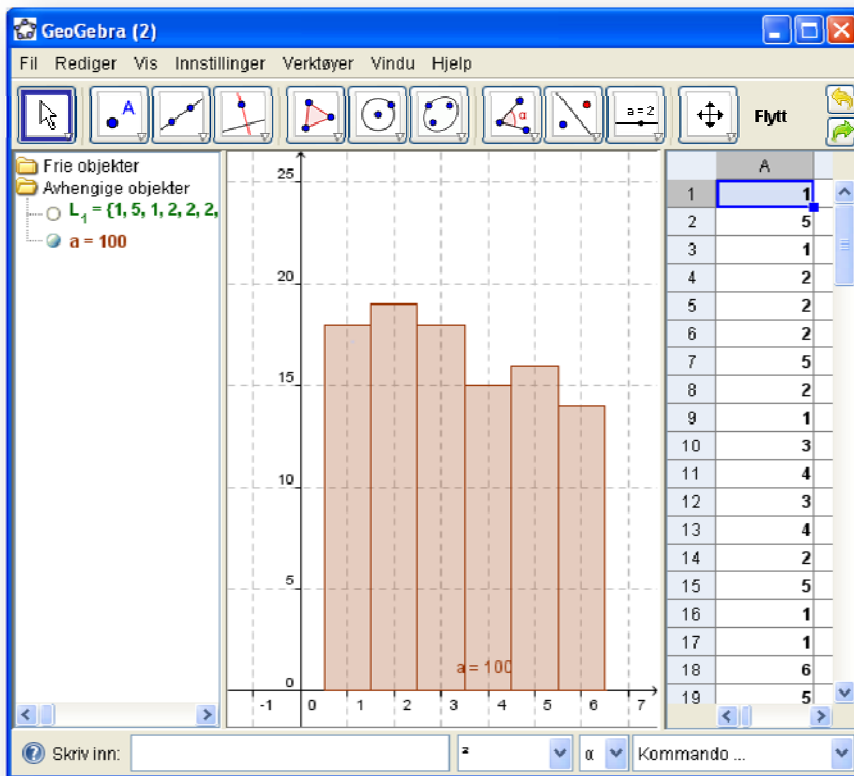 GeoGebra (2)
Fil Rediger Vis Innstillinger Verktøyer Vindu Hjelp
A α a = 2 Flytt
Frie objekter
Avhengige objekter
L₁ = {1, 5, 1, 2, 2, 2,
a = 100
25
20
15
10
5
0
-1 0 1 2 3 4 5 6 7
a = 100
A
1 1
2 5
3 1
4 2
5 2
6 2
7 5
8 2
9 1
10 3
11 4
12 3
13 4
14 2
15 5
16 1
17 1
18 6
19 5
Skriv inn: ² α Kommando ...